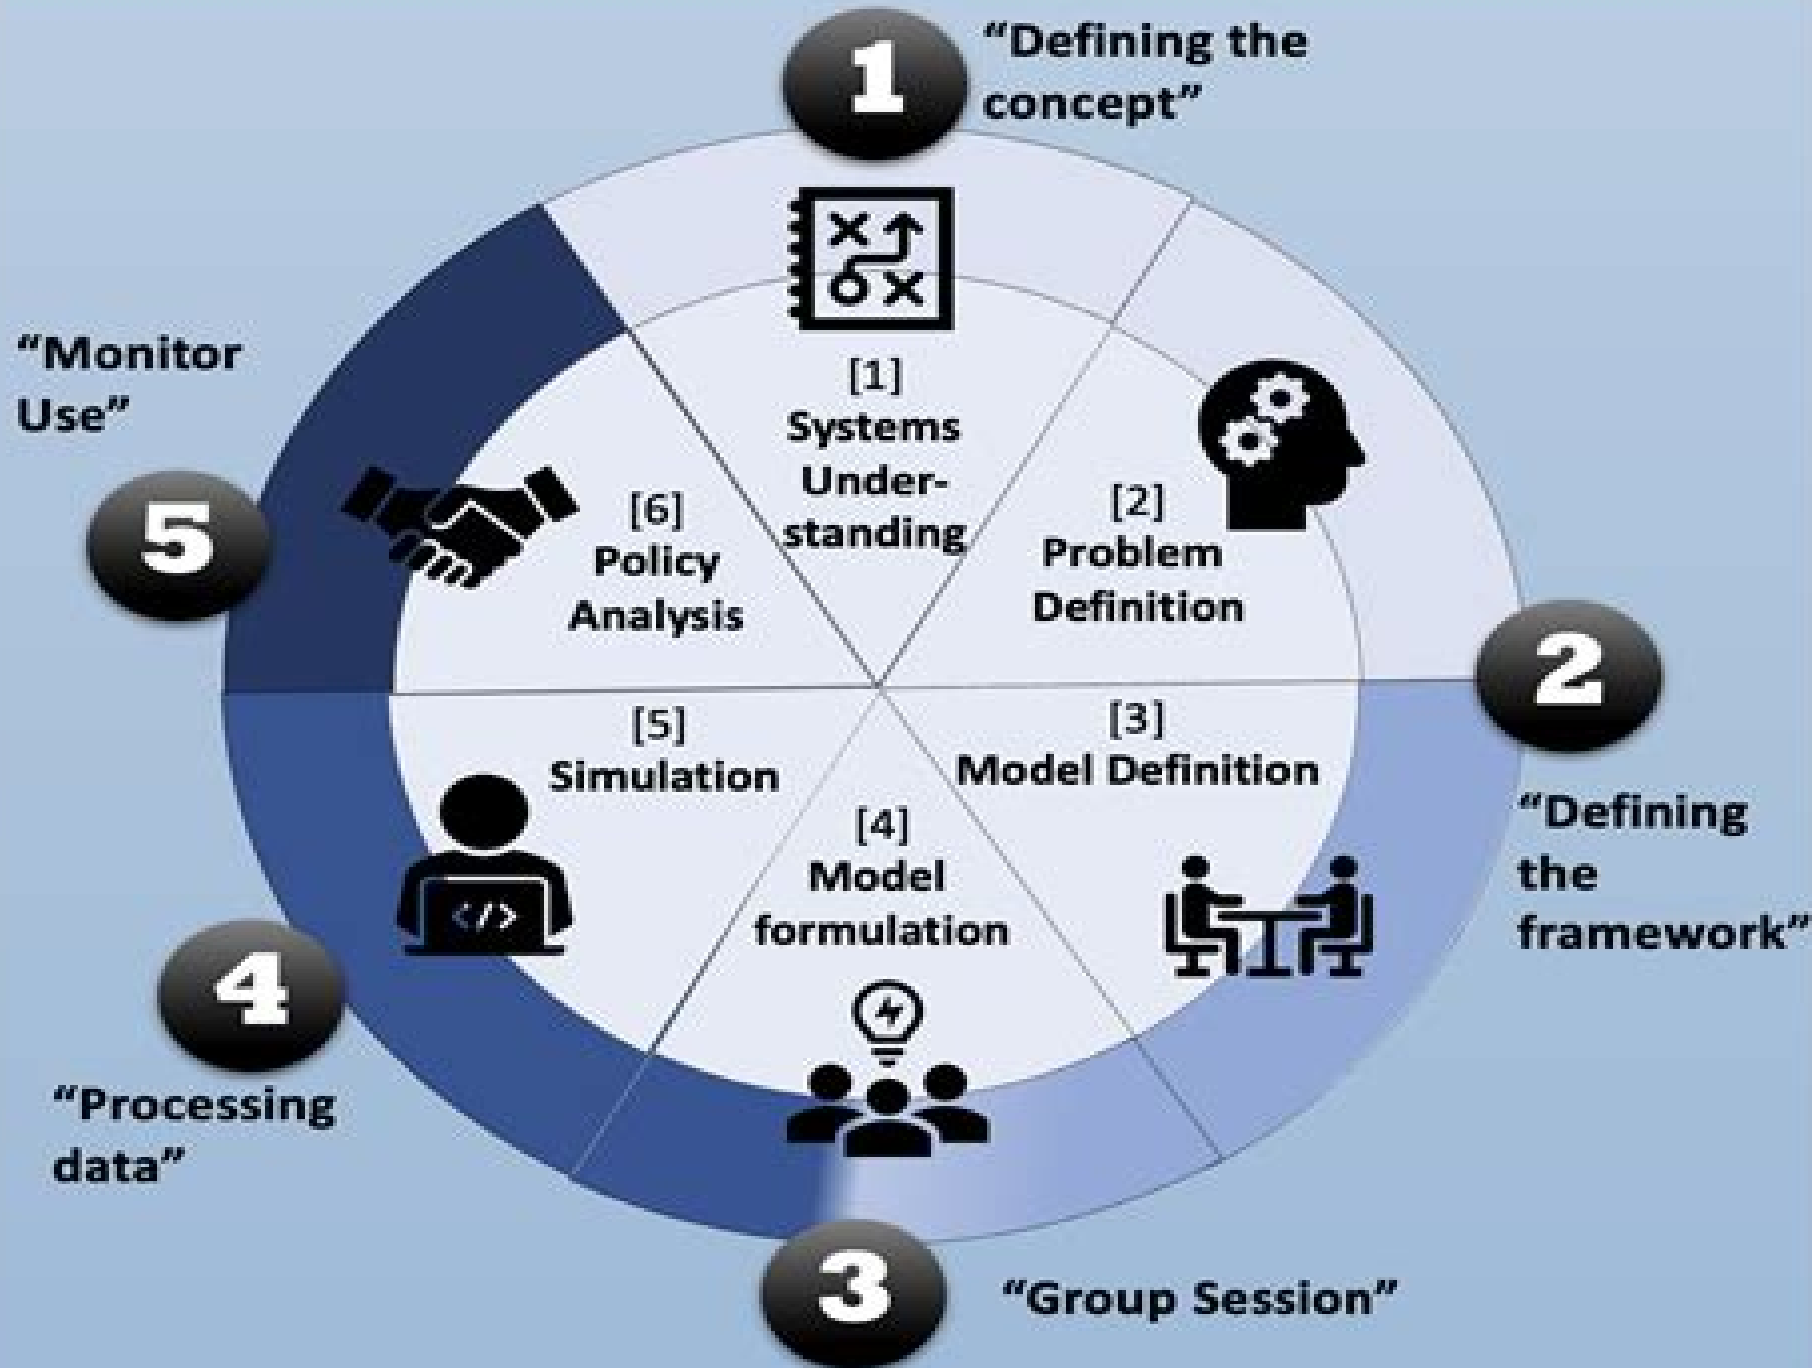 1
“Defining the
concept”
[1]
Systems
Under-
standing
[2]
Problem
Definition
2
“Defining
the
framework”
[3]
Model Definition
[4]
Model
formulation
3
“Group Session”
[5]
Simulation
</>
4
“Processing
data”
[6]
Policy
Analysis
5
“Monitor
Use”